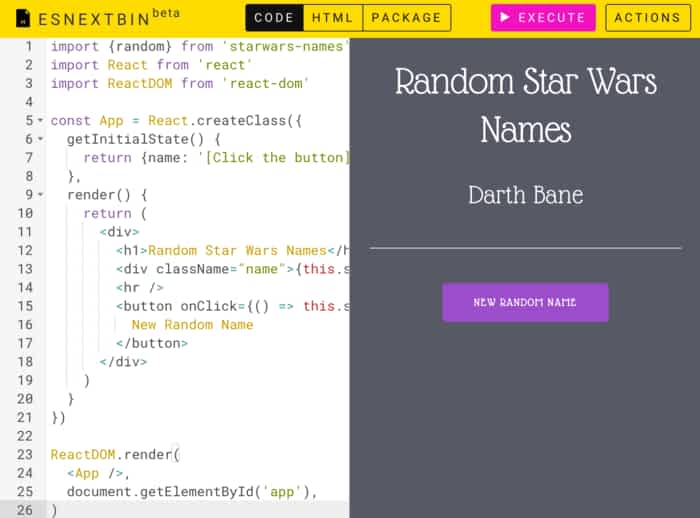 ESNEXTBIN beta
CODE HTML PACKAGE
EXECUTE
ACTIONS
1 import {random} from 'starwars-names'
2 import React from 'react'
3 import ReactDOM from 'react-dom'
4
5 const App = React.createClass({
6 getInitialState() {
7 return {name: '[Click the button]
8 },
9 render() {
10 return (
11 <div>
12 <h1>Random Star Wars Names</h
13 <div className="name">{this.s
14 <hr />
15 <button onClick={() => this.s
16 New Random Name
17 </button>
18 </div>
19 )
20 }
21 })
22
23 ReactDOM.render(
24 <App />,
25 document.getElementById('app'),
26 )
Random Star Wars
Names
Darth Bane
NEW RANDOM NAME